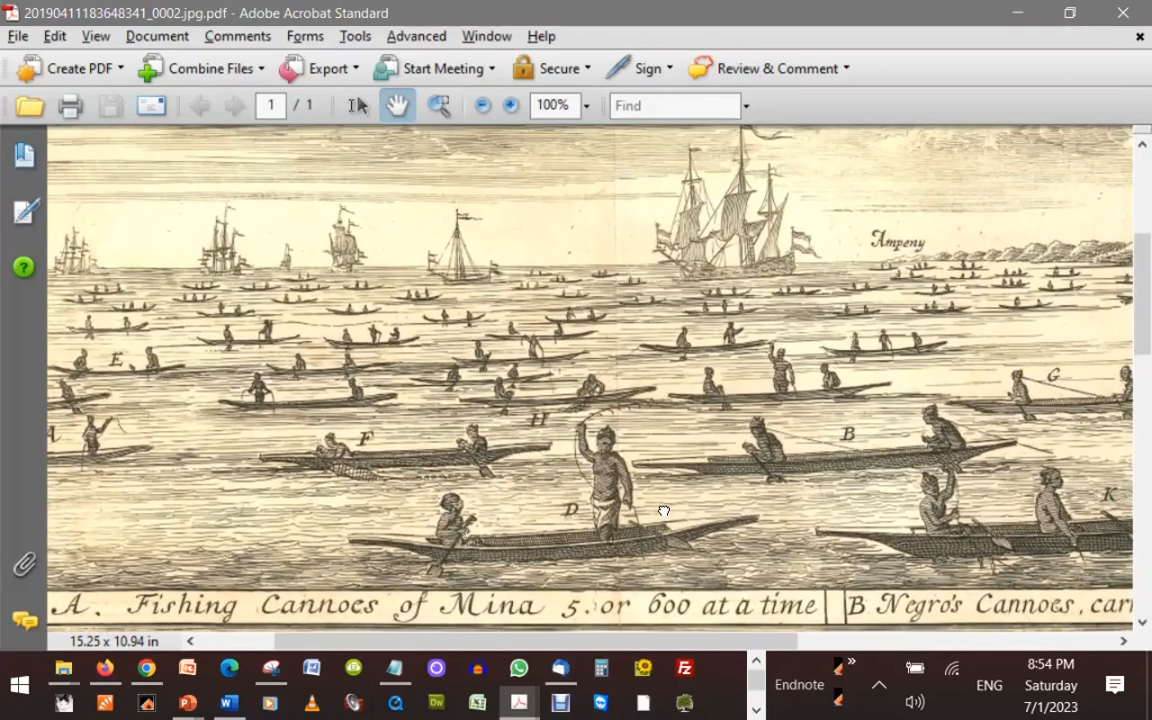 20190411183648341_0002.jpg.pdf - Adobe Acrobat Standard
File Edit View Document Comments Forms Tools Advanced Window Help
Create PDF Combine Files Export Start Meeting Secure Sign Review & Comment
1 / 1 100% Find
Ampeny
E
G
A F H B
D K
A. Fishing Cannoes of Mina 5. or 600 at a time B Negro's Cannoes, carr
15.25 x 10.94 in
Endnote ENG 8:54 PM
Saturday
7/1/2023